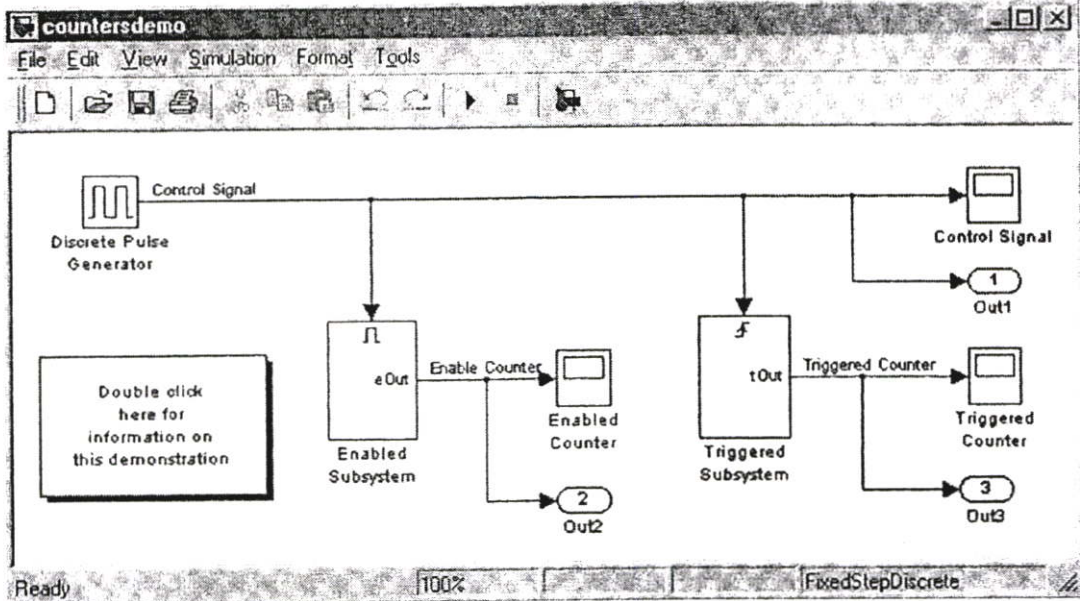 countersdemo
File Edit View Simulation Format Tools
Control Signal
Discrete Pulse
Generator
Control Signal
1
Out1
eOut
Enable Counter
Enabled
Counter
Enabled
Subsystem
2
Out2
tOut
Triggered Counter
Triggered
Counter
Triggered
Subsystem
3
Out3
Double click
here for
information on
this demonstration
Ready 100% FixedStepDiscrete